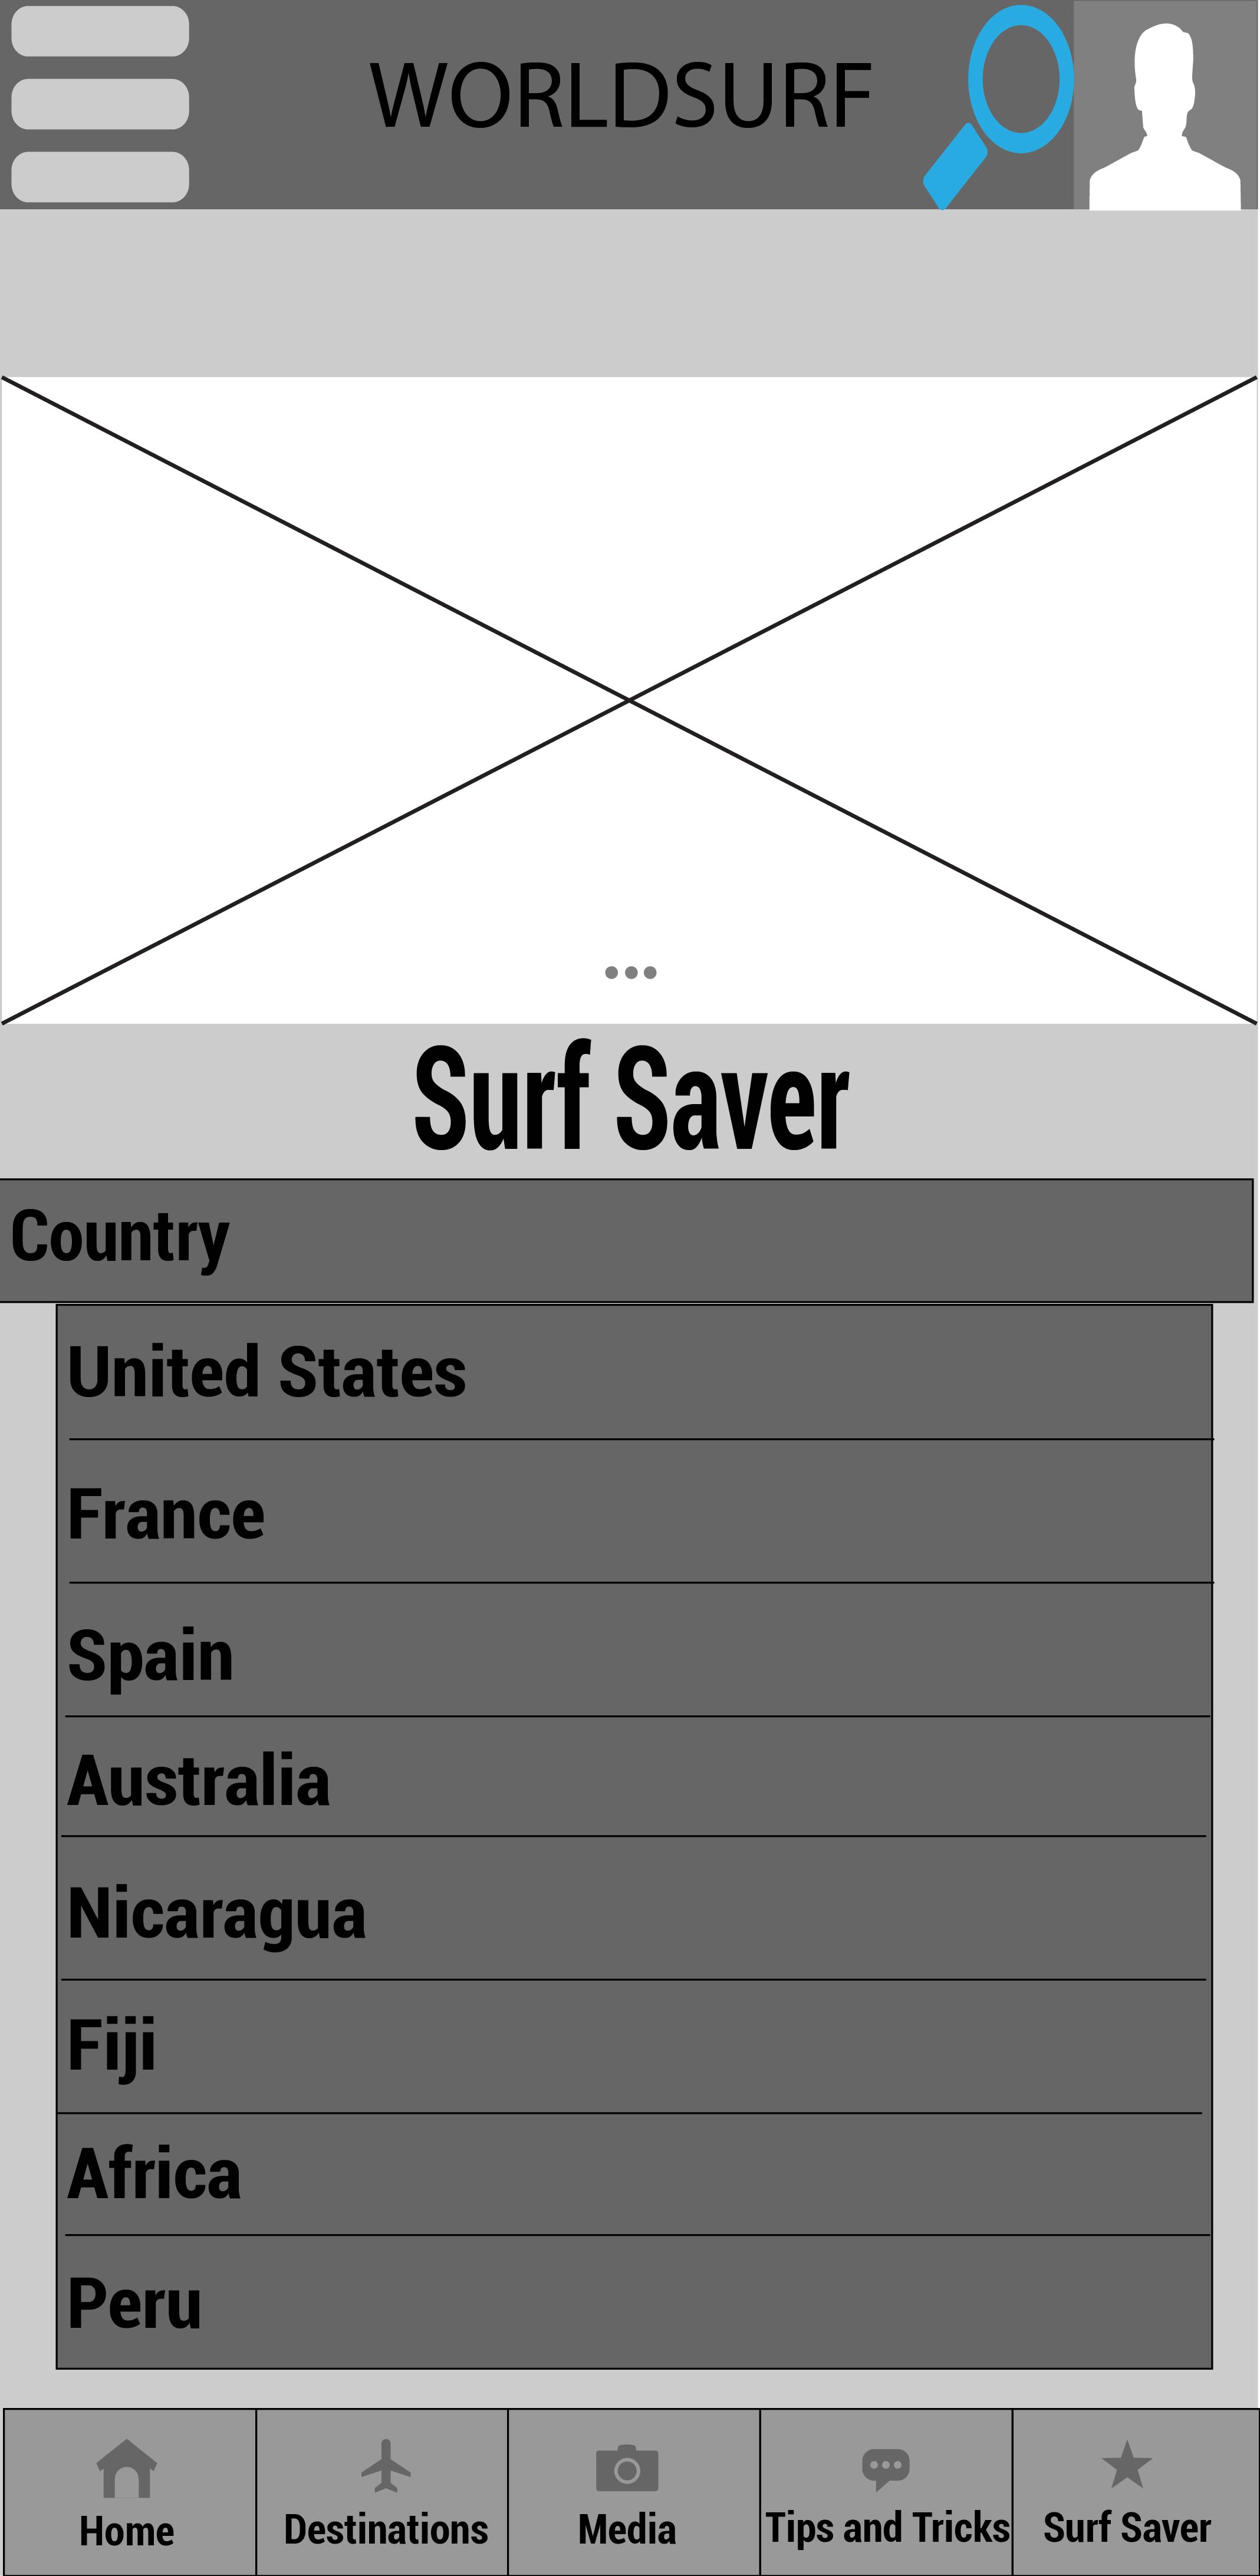 WORLDSURF
Surf Saver
Country
United States
France
Spain
Australia
Nicaragua
Fiji
Africa
Peru
Home
Destinations
Media
Tips and Tricks
Surf Saver